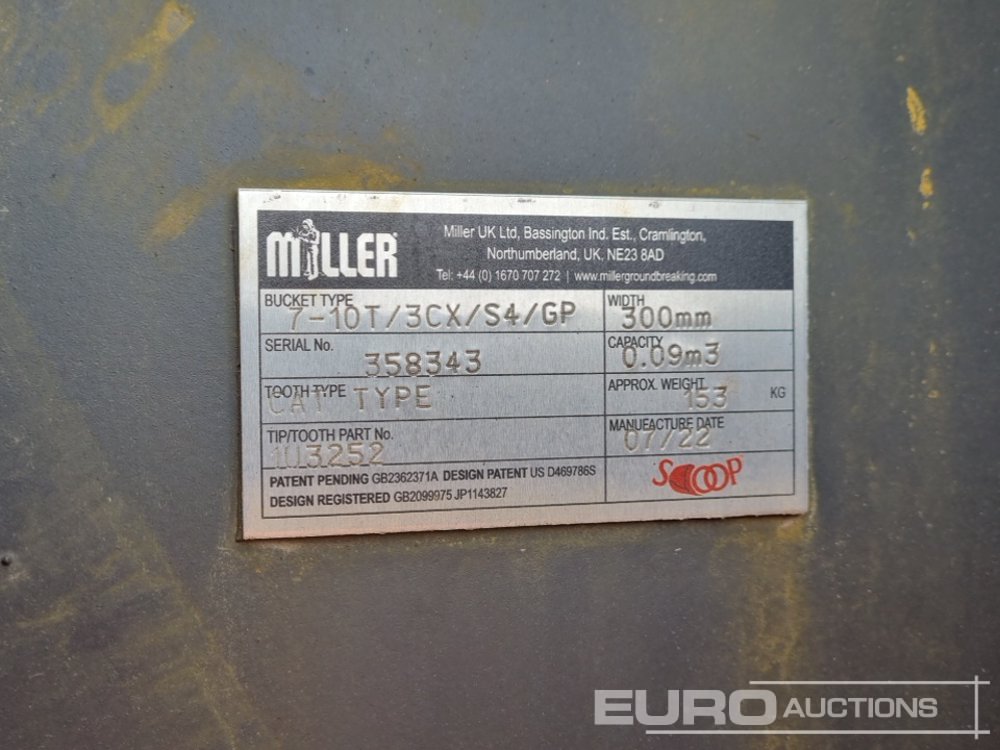 MILLER
Miller UK Ltd, Bassington Ind. Est., Cramlington,
Northumberland, UK, NE23 8AD
Tel: +44 (0) 1670 707 272 | www.millergroundbreaking.com
BUCKET TYPE 7-10T/3CX/S4/GP
WIDTH 300mm
SERIAL No. 358343
CAPACITY 0.09m3
TOOTH TYPE CAT TYPE
APPROX. WEIGHT 153 KG
TIP/TOOTH PART No. 103252
MANUFACTURE DATE 07/22
PATENT PENDING GB2362371A DESIGN PATENT US D469786S
DESIGN REGISTERED GB2099975 JP1143827
SCOOP
EURO AUCTIONS